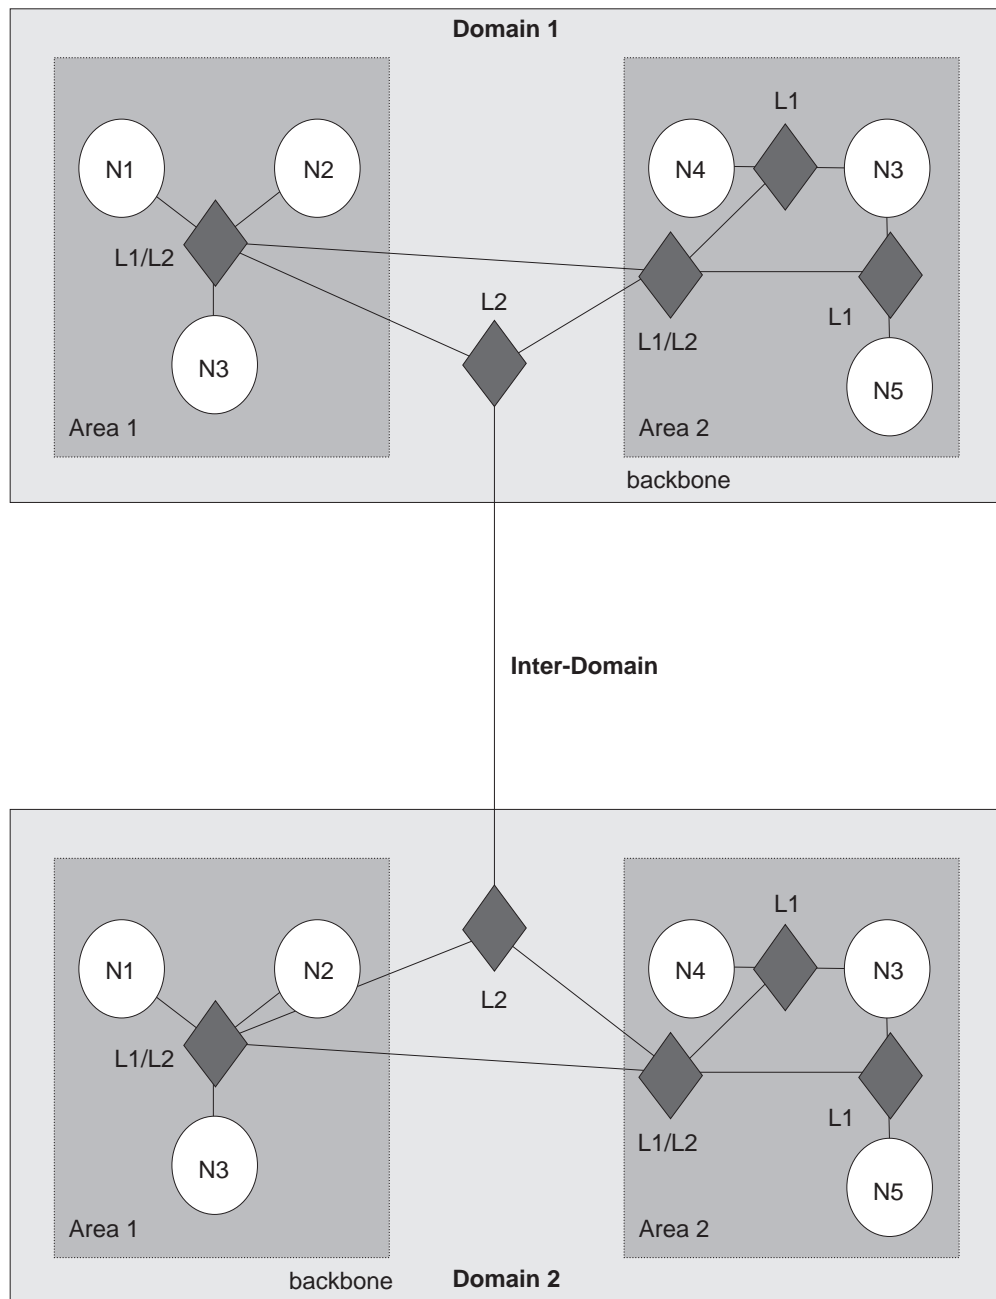 Domain 1
L1
N1
N2
N4
N3
L1/L2
L2
L1
L1/L2
N3
N5
Area 1
Area 2
backbone
Inter-Domain
L1
N1
N2
N4
N3
L2
L1/L2
L1
L1/L2
N3
N5
Area 1
Area 2
backbone
Domain 2